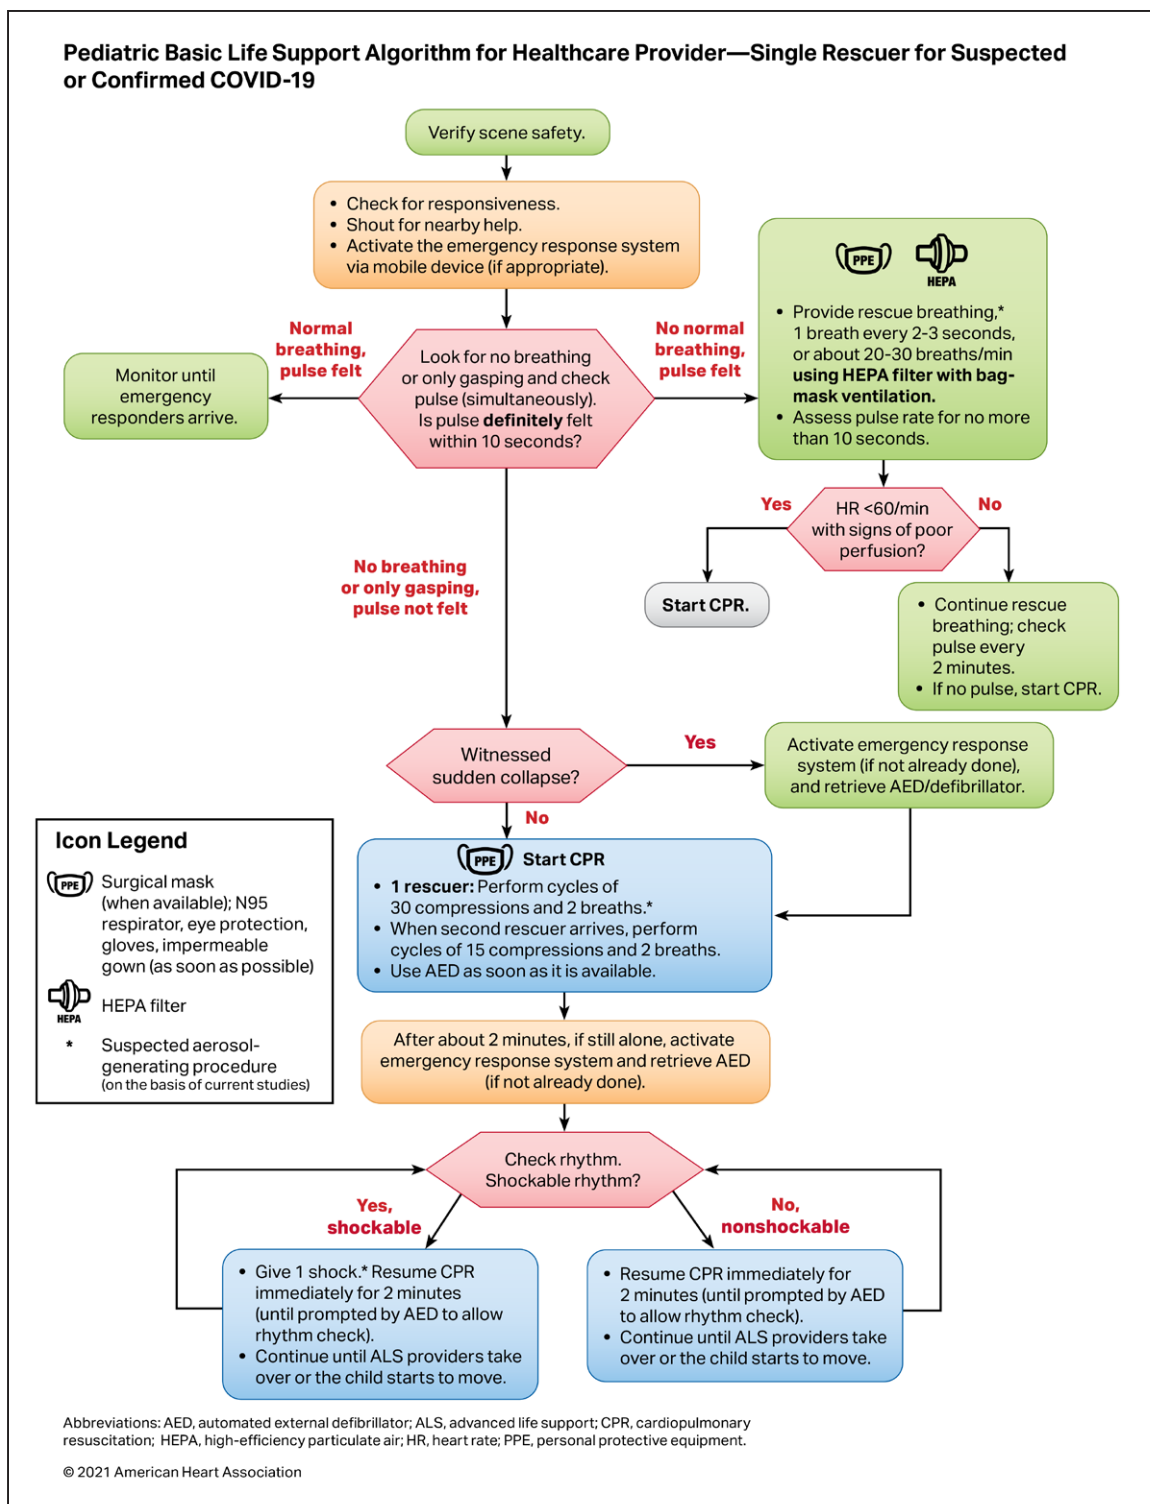 Pediatric Basic Life Support Algorithm for Healthcare Provider—Single Rescuer for Suspected
or Confirmed COVID-19
Verify scene safety.
• Check for responsiveness.
• Shout for nearby help.
• Activate the emergency response system
via mobile device (if appropriate).
Normal
breathing,
pulse felt
Monitor until
emergency
responders arrive.
Look for no breathing
or only gasping and check
pulse (simultaneously).
Is pulse definitely felt
within 10 seconds?
No normal
breathing,
pulse felt
PPE
HEPA
• Provide rescue breathing,*
1 breath every 2-3 seconds,
or about 20-30 breaths/min
using HEPA filter with bag-
mask ventilation.
• Assess pulse rate for no more
than 10 seconds.
HR <60/min
with signs of poor
perfusion?
Yes
No
Start CPR.
• Continue rescue
breathing; check
pulse every
2 minutes.
• If no pulse, start CPR.
No breathing
or only gasping,
pulse not felt
Witnessed
sudden collapse?
Yes
Activate emergency response
system (if not already done),
and retrieve AED/defibrillator.
No
PPE Start CPR
• 1 rescuer: Perform cycles of
30 compressions and 2 breaths.*
• When second rescuer arrives, perform
cycles of 15 compressions and 2 breaths.
• Use AED as soon as it is available.
Icon Legend
PPE
Surgical mask
(when available); N95
respirator, eye protection,
gloves, impermeable
gown (as soon as possible)
HEPA
HEPA filter
* Suspected aerosol-
generating procedure
(on the basis of current studies)
After about 2 minutes, if still alone, activate
emergency response system and retrieve AED
(if not already done).
Check rhythm.
Shockable rhythm?
Yes,
shockable
No,
nonshockable
• Give 1 shock.* Resume CPR
immediately for 2 minutes
(until prompted by AED to allow
rhythm check).
• Continue until ALS providers take
over or the child starts to move.
• Resume CPR immediately for
2 minutes (until prompted by AED
to allow rhythm check).
• Continue until ALS providers take
over or the child starts to move.
Abbreviations: AED, automated external defibrillator; ALS, advanced life support; CPR, cardiopulmonary
resuscitation; HEPA, high-efficiency particulate air; HR, heart rate; PPE, personal protective equipment.
© 2021 American Heart Association